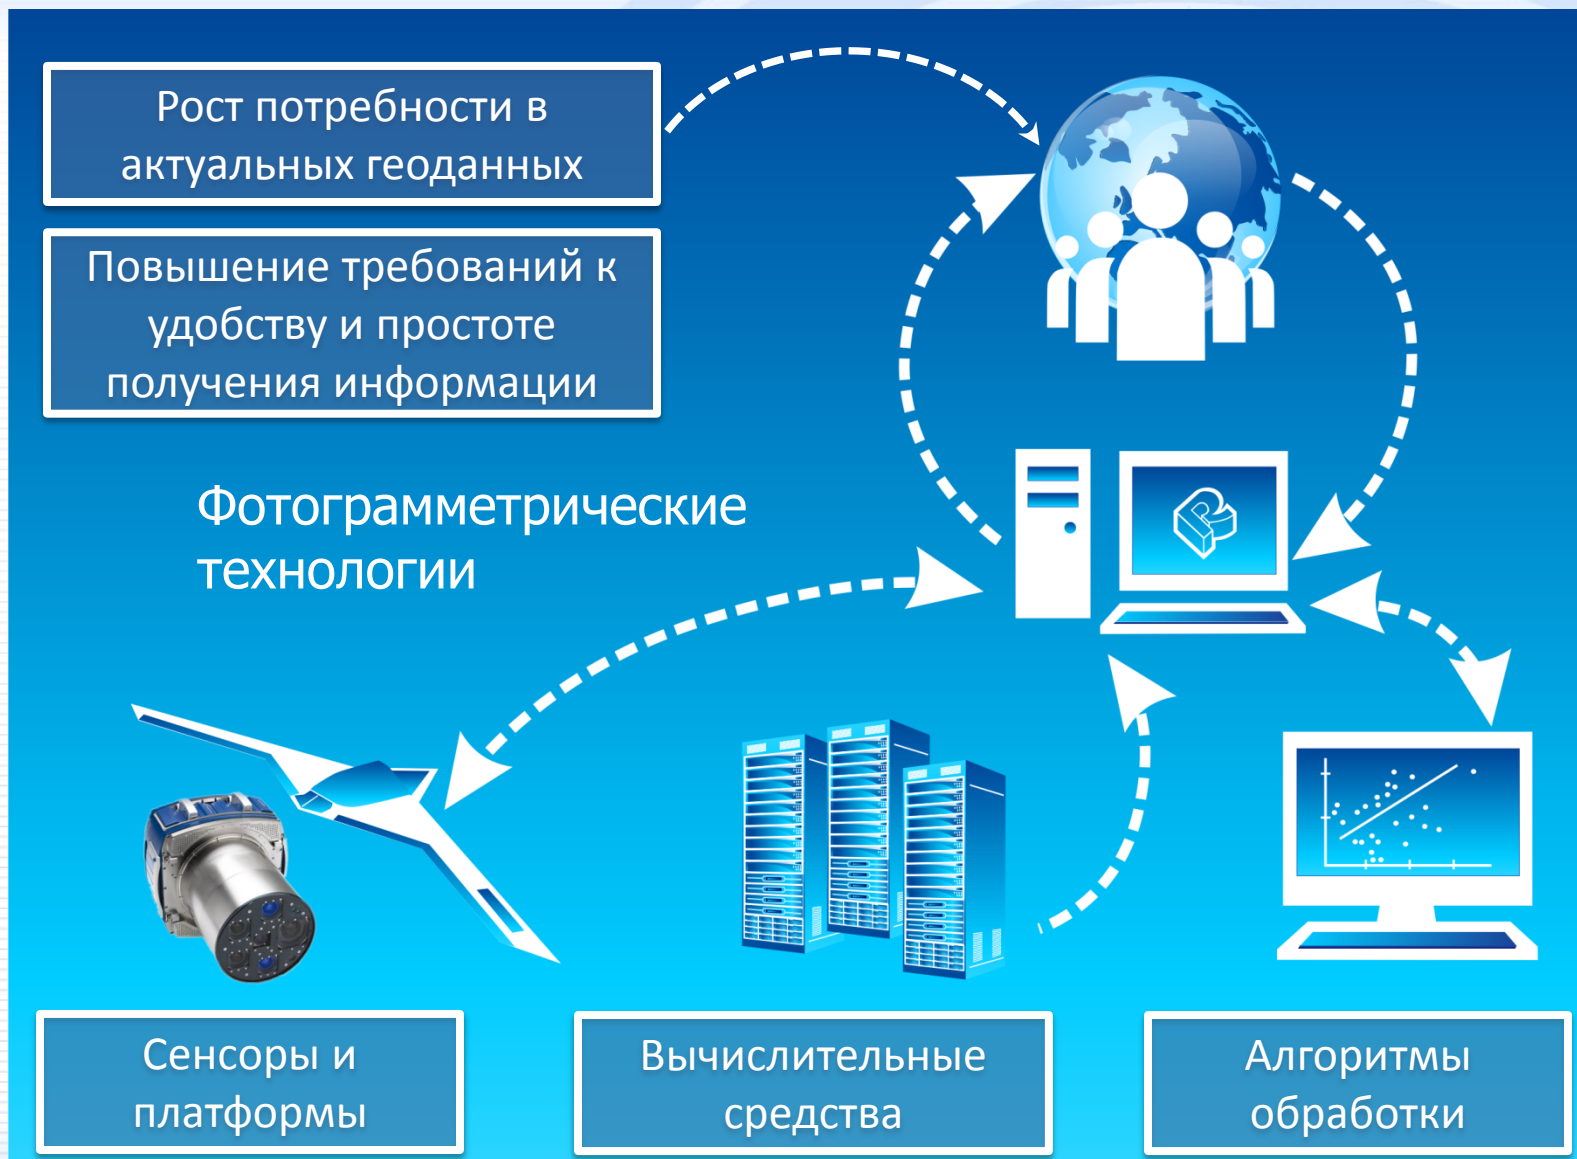 Рост потребности в
актуальных геоданных
Повышение требований к
удобству и простоте
получения информации
Фотограмметрические
технологии
Сенсоры и
платформы
Вычислительные
средства
Алгоритмы
обработки